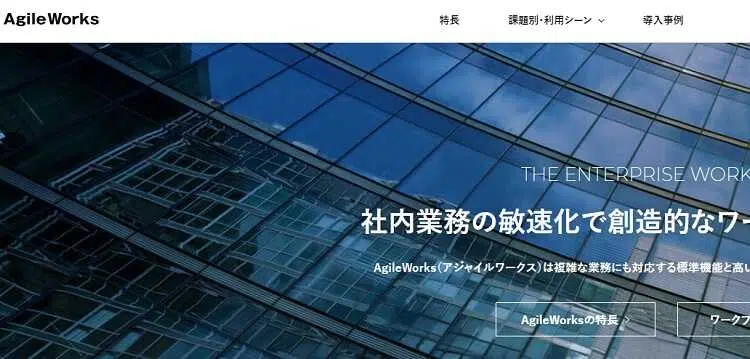 AgileWorks
特長 課題別・利用シーン 導入事例
THE ENTERPRISE WORK
社内業務の敏速化で創造的なワー
AgileWorks（アジャイルワークス）は複雑な業務にも対応する標準機能と高い
AgileWorksの特長 ワークフ